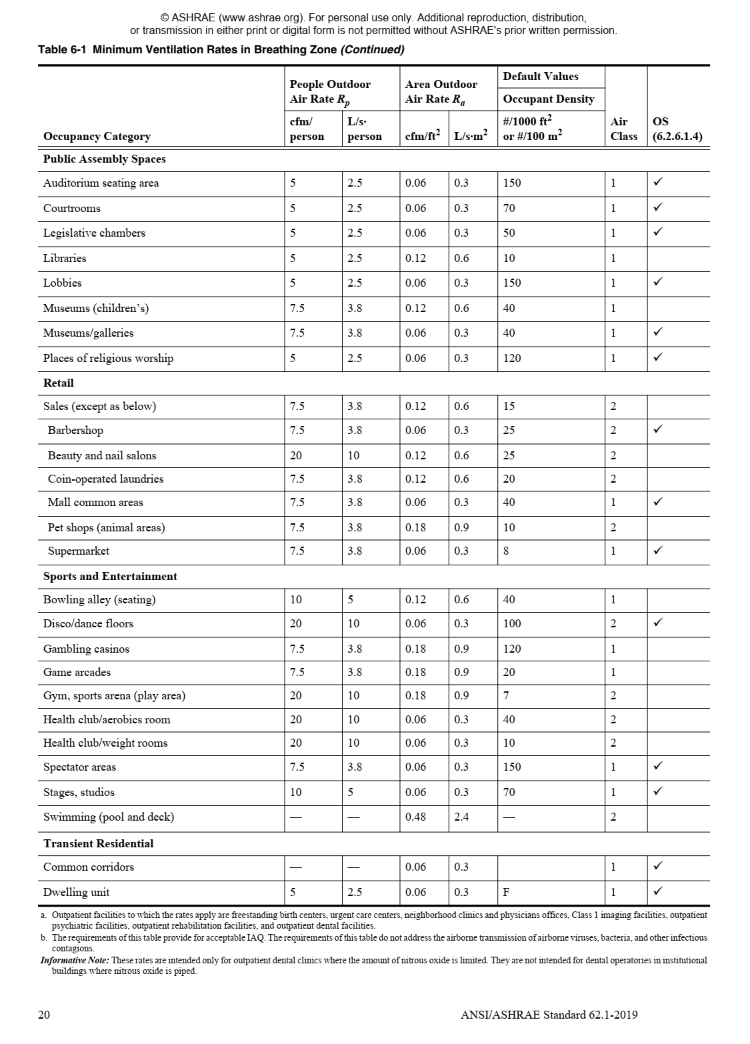 © ASHRAE (www.ashrae.org). For personal use only. Additional reproduction, distribution,
or transmission in either print or digital form is not permitted without ASHRAE's prior written permission.
Table 6-1 Minimum Ventilation Rates in Breathing Zone (Continued)
Occupancy Category | People Outdoor Air Rate Rp | Area Outdoor Air Rate Ra | Default Values | Air Class | OS (6.2.6.1.4)
Occupant Density
cfm/person | L/s·person | cfm/ft² | L/s·m² | #/1000 ft² or #/100 m²
Public Assembly Spaces
Auditorium seating area 5 2.5 0.06 0.3 150 1 ✓
Courtrooms 5 2.5 0.06 0.3 70 1 ✓
Legislative chambers 5 2.5 0.06 0.3 50 1 ✓
Libraries 5 2.5 0.12 0.6 10 1
Lobbies 5 2.5 0.06 0.3 150 1 ✓
Museums (children’s) 7.5 3.8 0.12 0.6 40 1
Museums/galleries 7.5 3.8 0.06 0.3 40 1 ✓
Places of religious worship 5 2.5 0.06 0.3 120 1 ✓
Retail
Sales (except as below) 7.5 3.8 0.12 0.6 15 2
Barbershop 7.5 3.8 0.06 0.3 25 2 ✓
Beauty and nail salons 20 10 0.12 0.6 25 2
Coin-operated laundries 7.5 3.8 0.12 0.6 20 2
Mall common areas 7.5 3.8 0.06 0.3 40 1 ✓
Pet shops (animal areas) 7.5 3.8 0.18 0.9 10 2
Supermarket 7.5 3.8 0.06 0.3 8 1 ✓
Sports and Entertainment
Bowling alley (seating) 10 5 0.12 0.6 40 1
Disco/dance floors 20 10 0.06 0.3 100 2 ✓
Gambling casinos 7.5 3.8 0.18 0.9 120 1
Game arcades 7.5 3.8 0.18 0.9 20 1
Gym, sports arena (play area) 20 10 0.18 0.9 7 2
Health club/aerobics room 20 10 0.06 0.3 40 2
Health club/weight rooms 20 10 0.06 0.3 10 2
Spectator areas 7.5 3.8 0.06 0.3 150 1 ✓
Stages, studios 10 5 0.06 0.3 70 1 ✓
Swimming (pool and deck) — — 0.48 2.4 — 2
Transient Residential
Common corridors — — 0.06 0.3 1 ✓
Dwelling unit 5 2.5 0.06 0.3 F 1 ✓
a. Outpatient facilities to which the rates apply are freestanding birth centers, urgent care centers, neighborhood clinics and physicians offices, Class 1 imaging facilities, outpatient
psychiatric facilities, outpatient rehabilitation facilities, and outpatient dental facilities.
b. The requirements of this table provide for acceptable IAQ. The requirements of this table do not address the airborne transmission of airborne viruses, bacteria, and other infectious
contagions.
Informative Note: These rates are intended only for outpatient dental clinics where the amount of nitrous oxide is limited. They are not intended for dental operatories in institutional
buildings where nitrous oxide is piped.
20 ANSI/ASHRAE Standard 62.1-2019